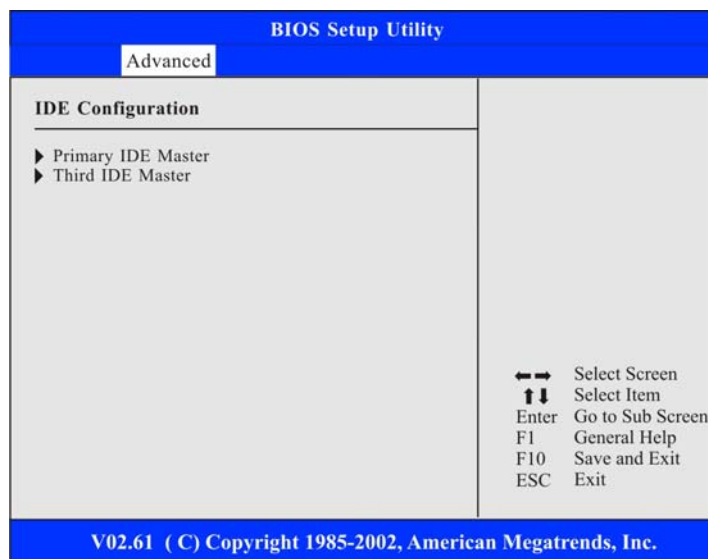 BIOS Setup Utility
Advanced
IDE Configuration
Primary IDE Master
Third IDE Master
Select Screen
Select Item
Enter Go to Sub Screen
F1 General Help
F10 Save and Exit
ESC Exit
V02.61 ( C) Copyright 1985-2002, American Megatrends, Inc.